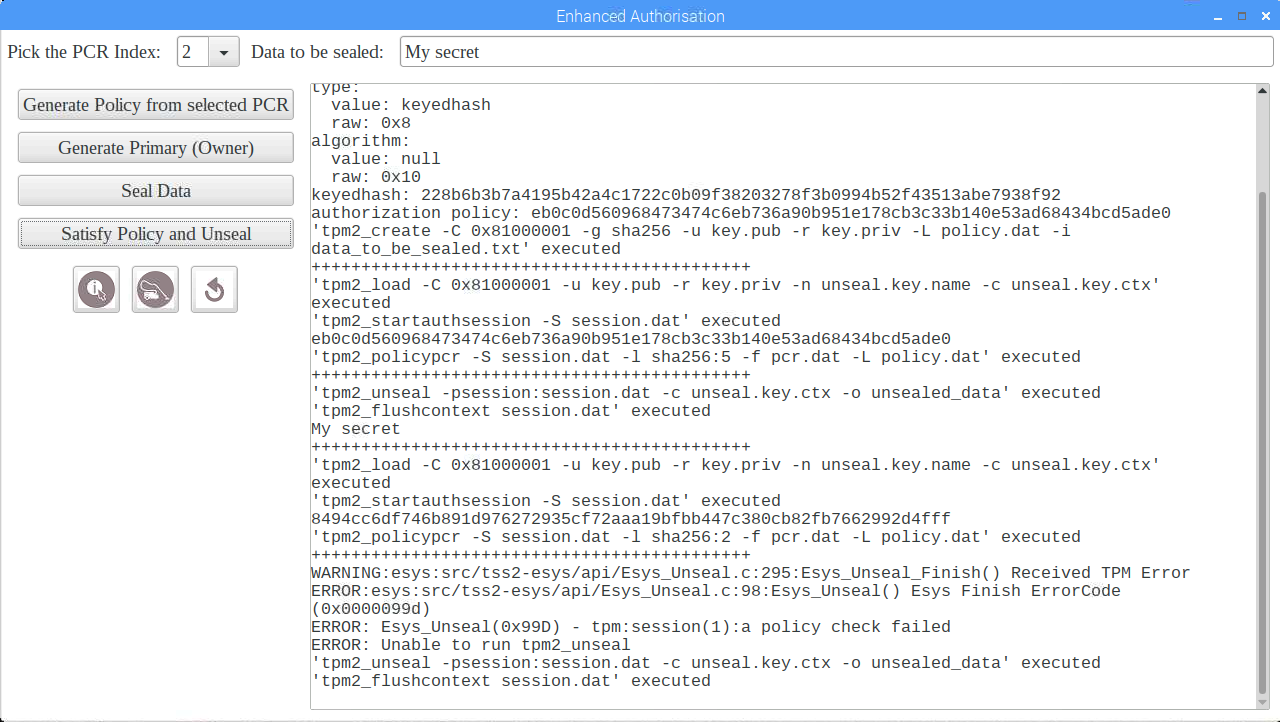 Enhanced Authorisation
Pick the PCR Index: 2 Data to be sealed: My secret
Generate Policy from selected PCR
Generate Primary (Owner)
Seal Data
Satisfy Policy and Unseal
type:
  value: keyedhash
  raw: 0x8
algorithm:
  value: null
  raw: 0x10
keyedhash: 228b6b3b7a4195b42a4c1722c0b09f38203278f3b0994b52f43513abe7938f92
authorization policy: eb0c0d560968473474c6eb736a90b951e178cb3c33b140e53ad68434bcd5ade0
'tpm2_create -C 0x81000001 -g sha256 -u key.pub -r key.priv -L policy.dat -i
data_to_be_sealed.txt' executed
++++++++++++++++++++++++++++++++++++++++++++
'tpm2_load -C 0x81000001 -u key.pub -r key.priv -n unseal.key.name -c unseal.key.ctx'
executed
'tpm2_startauthsession -S session.dat' executed
eb0c0d560968473474c6eb736a90b951e178cb3c33b140e53ad68434bcd5ade0
'tpm2_policypcr -S session.dat -l sha256:5 -f pcr.dat -L policy.dat' executed
++++++++++++++++++++++++++++++++++++++++++++
'tpm2_unseal -psession:session.dat -c unseal.key.ctx -o unsealed_data' executed
'tpm2_flushcontext session.dat' executed
My secret
++++++++++++++++++++++++++++++++++++++++++++
'tpm2_load -C 0x81000001 -u key.pub -r key.priv -n unseal.key.name -c unseal.key.ctx'
executed
'tpm2_startauthsession -S session.dat' executed
8494cc6df746b891d976272935cf72aaa19bfbb447c380cb82fb7662992d4fff
'tpm2_policypcr -S session.dat -l sha256:2 -f pcr.dat -L policy.dat' executed
++++++++++++++++++++++++++++++++++++++++++++
WARNING:esys:src/tss2-esys/api/Esys_Unseal.c:295:Esys_Unseal_Finish() Received TPM Error
ERROR:esys:src/tss2-esys/api/Esys_Unseal.c:98:Esys_Unseal() Esys Finish ErrorCode
(0x0000099d)
ERROR: Esys_Unseal(0x99D) - tpm:session(1):a policy check failed
ERROR: Unable to run tpm2_unseal
'tpm2_unseal -psession:session.dat -c unseal.key.ctx -o unsealed_data' executed
'tpm2_flushcontext session.dat' executed